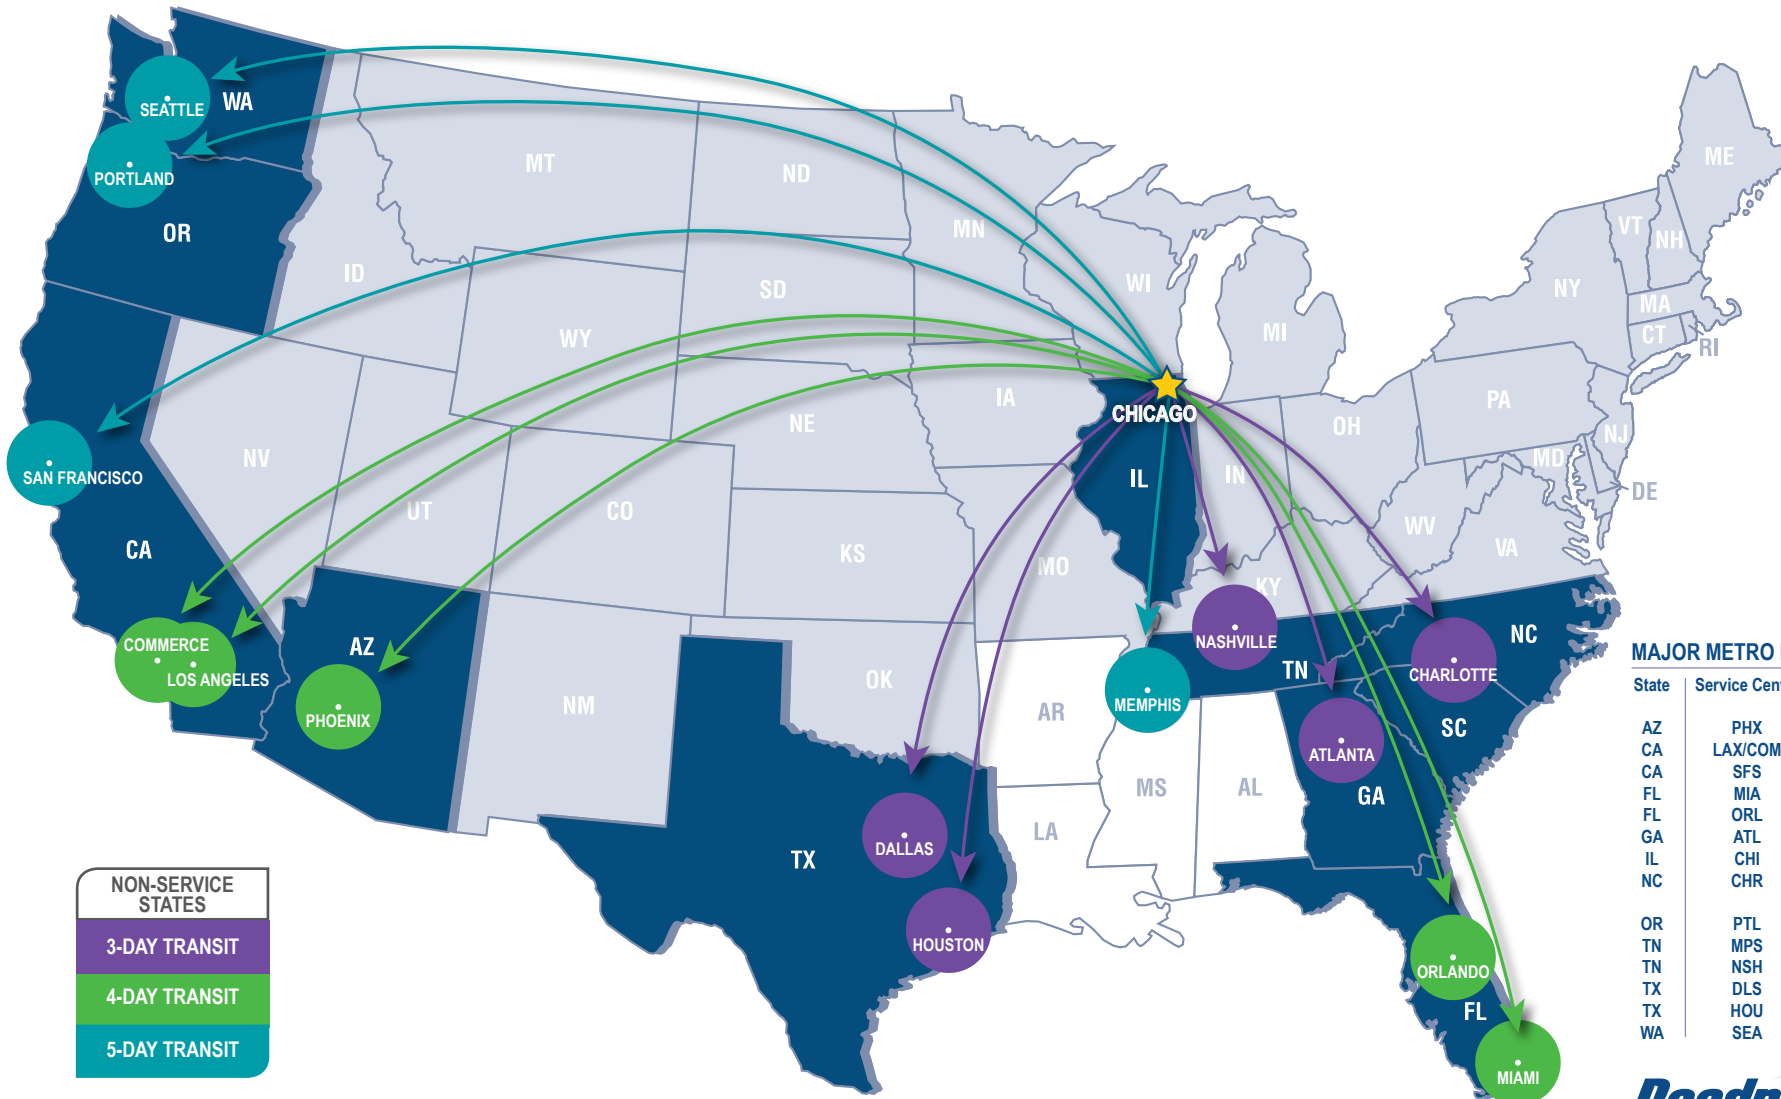 WA
SEATTLE
PORTLAND
OR
MT
ND
MN
ID
WY
SD
WI
MI
ME
VT
NH
NY
MA
CT
RI
PA
NJ
MD
DE
OH
IN
WV
VA
KY
IA
NE
NV
UT
CO
KS
MO
CHICAGO
IL
SAN FRANCISCO
CA
COMMERCE
LOS ANGELES
AZ
PHOENIX
NM
OK
AR
LA
MS
AL
TX
DALLAS
HOUSTON
MEMPHIS
NASHVILLE
TN
NC
CHARLOTTE
SC
ATLANTA
GA
ORLANDO
FL
MIAMI
NON-SERVICE
STATES
3-DAY TRANSIT
4-DAY TRANSIT
5-DAY TRANSIT
MAJOR METRO
State Service Cent
AZ PHX
CA LAX/COM
CA SFS
FL MIA
FL ORL
GA ATL
IL CHI
NC CHR
OR PTL
TN MPS
TN NSH
TX DLS
TX HOU
WA SEA